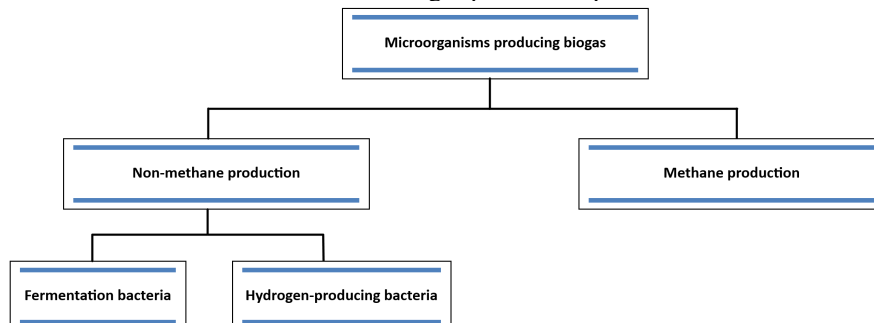 Microorganisms producing biogas
Non-methane production
Methane production
Fermentation bacteria
Hydrogen-producing bacteria